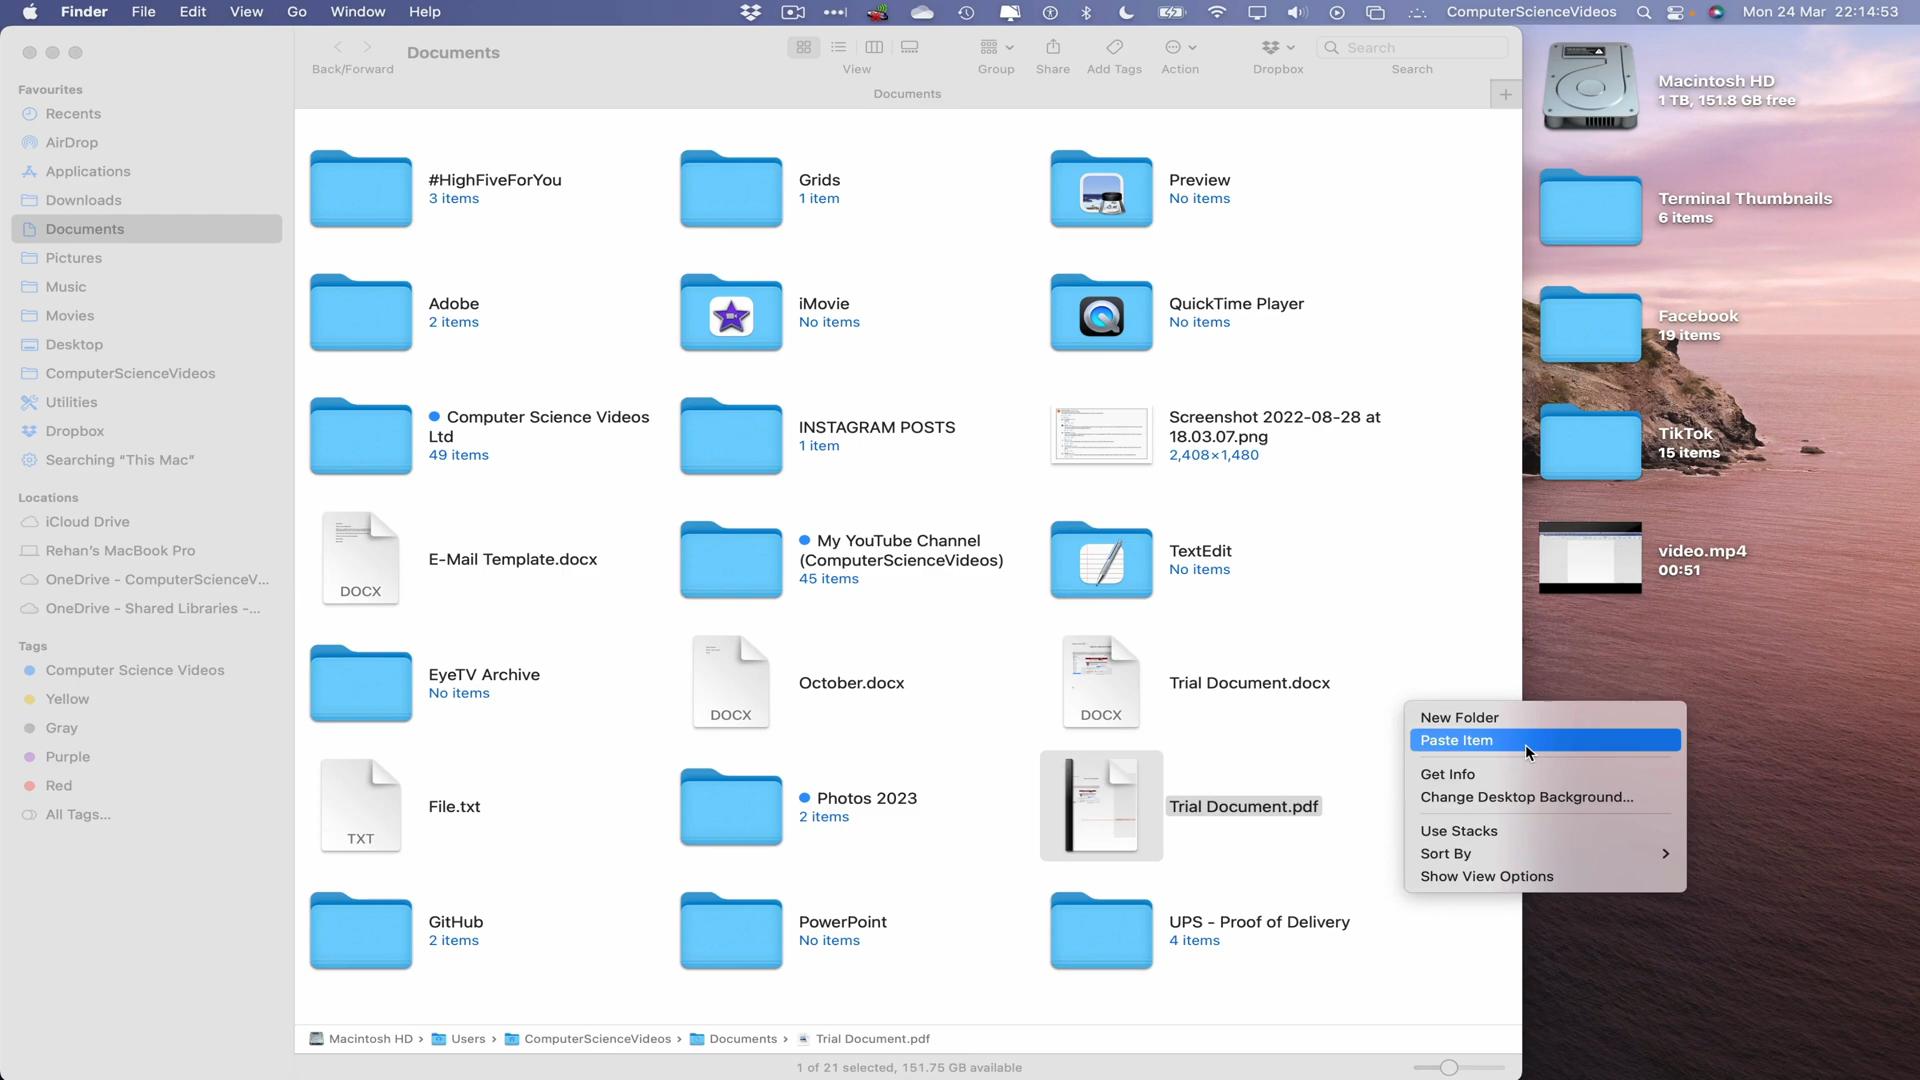 Finder File Edit View Go Window Help ComputerScienceVideos Mon 24 Mar 22:14:53
Documents
Back/Forward View Group Share Add Tags Action Dropbox Search
Search
Documents
Favourites
Recents
AirDrop
Applications
Downloads
Documents
Pictures
Music
Movies
Desktop
ComputerScienceVideos
Utilities
Dropbox
Searching “This Mac”
Locations
iCloud Drive
Rehan’s MacBook Pro
OneDrive - ComputerScienceV...
OneDrive - Shared Libraries -...
Tags
Computer Science Videos
Yellow
Gray
Purple
Red
All Tags...
#HighFiveForYou
3 items
Grids
1 item
Preview
No items
Adobe
2 items
iMovie
No items
QuickTime Player
No items
Computer Science Videos
Ltd
49 items
INSTAGRAM POSTS
1 item
Screenshot 2022-08-28 at
18.03.07.png
2,408×1,480
DOCX
E-Mail Template.docx
My YouTube Channel
(ComputerScienceVideos)
45 items
TextEdit
No items
EyeTV Archive
No items
DOCX
October.docx
DOCX
Trial Document.docx
TXT
File.txt
Photos 2023
2 items
Trial Document.pdf
GitHub
2 items
PowerPoint
No items
UPS - Proof of Delivery
4 items
Macintosh HD › Users › ComputerScienceVideos › Documents › Trial Document.pdf
1 of 21 selected, 151.75 GB available
Macintosh HD
1 TB, 151.8 GB free
Terminal Thumbnails
6 items
Facebook
19 items
TikTok
15 items
video.mp4
00:51
New Folder
Paste Item
Get Info
Change Desktop Background...
Use Stacks
Sort By
Show View Options